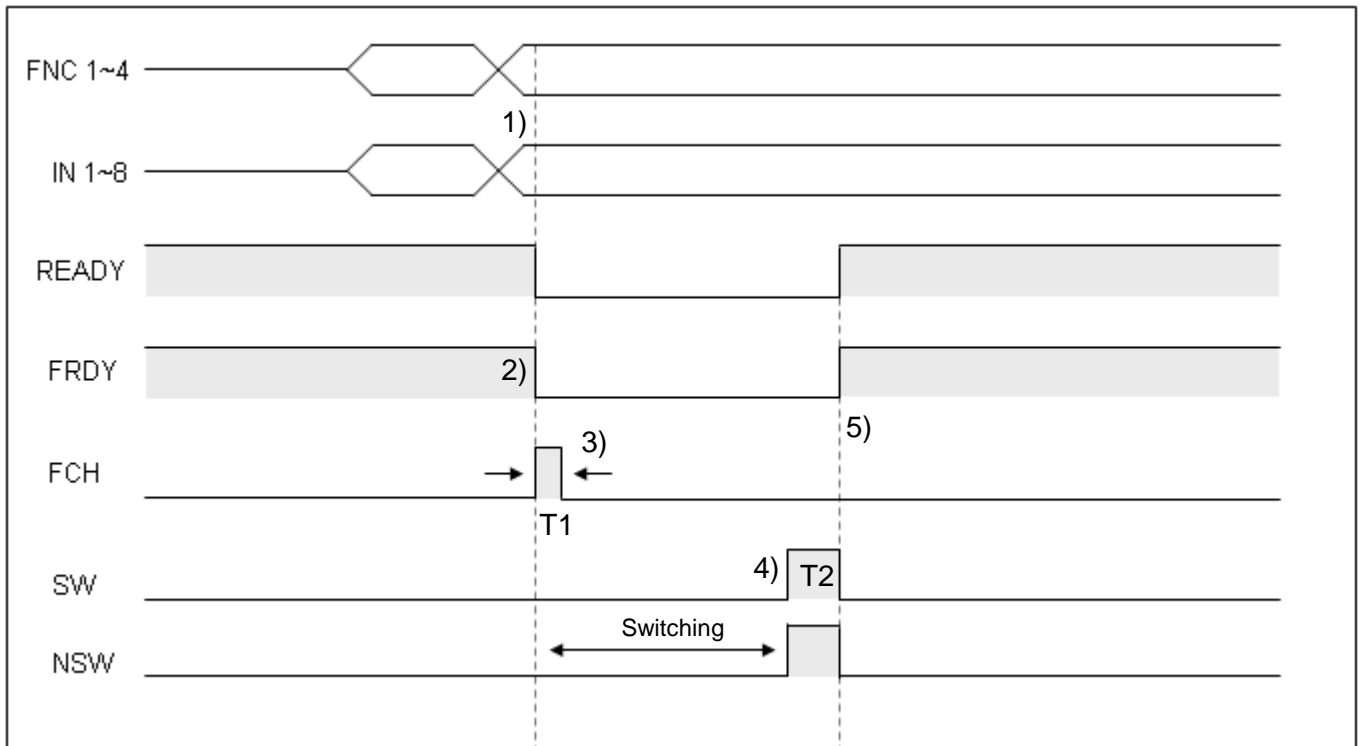 FNC 1~4
1)
IN 1~8
READY
FRDY
2)
5)
3)
FCH
T1
4)
T2
SW
Switching
NSW